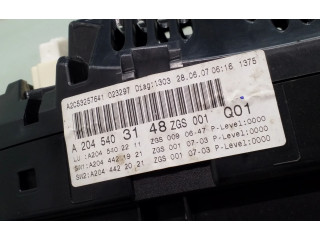 A2C53257641 023297 Diag:1303 28.06.07 06:16 1375
A 204 540 31 48 ZGS 001 Q01
LU :A204 540 22 11 ZGS 009 06-47 P-Level:0000
SW1:A204 442 19 21 ZGS 001 07-03 P-Level:0000
SW2:A204 442 20 21 ZGS 001 07-03 P-Level:0000